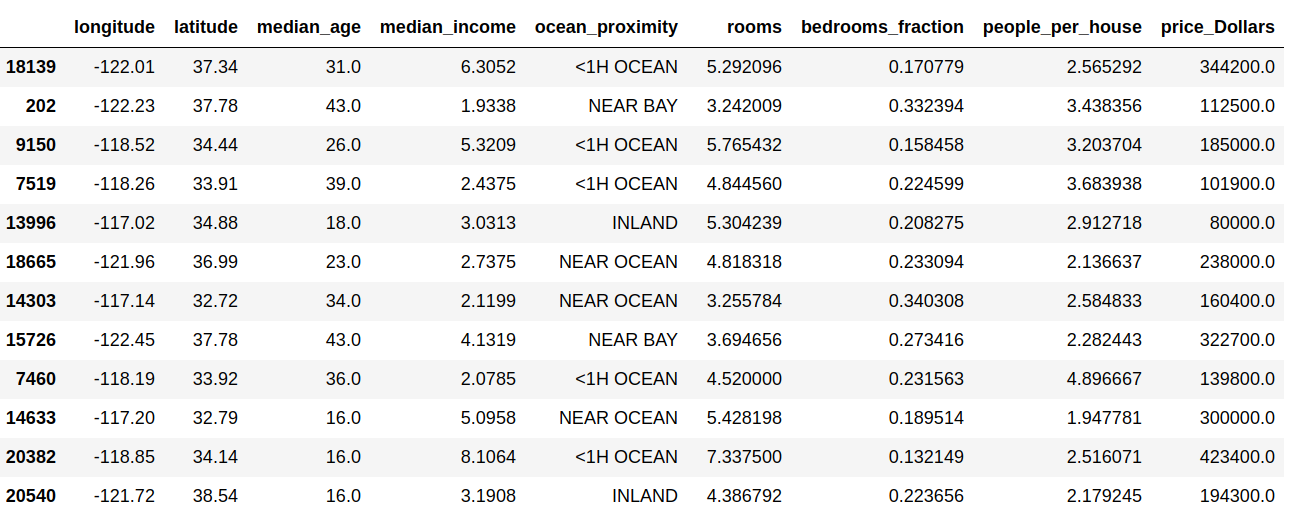 longitude latitude median_age median_income ocean_proximity rooms bedrooms_fraction people_per_house price_Dollars
18139 -122.01 37.34 31.0 6.3052 <1H OCEAN 5.292096 0.170779 2.565292 344200.0
202 -122.23 37.78 43.0 1.9338 NEAR BAY 3.242009 0.332394 3.438356 112500.0
9150 -118.52 34.44 26.0 5.3209 <1H OCEAN 5.765432 0.158458 3.203704 185000.0
7519 -118.26 33.91 39.0 2.4375 <1H OCEAN 4.844560 0.224599 3.683938 101900.0
13996 -117.02 34.88 18.0 3.0313 INLAND 5.304239 0.208275 2.912718 80000.0
18665 -121.96 36.99 23.0 2.7375 NEAR OCEAN 4.818318 0.233094 2.136637 238000.0
14303 -117.14 32.72 34.0 2.1199 NEAR OCEAN 3.255784 0.340308 2.584833 160400.0
15726 -122.45 37.78 43.0 4.1319 NEAR BAY 3.694656 0.273416 2.282443 322700.0
7460 -118.19 33.92 36.0 2.0785 <1H OCEAN 4.520000 0.231563 4.896667 139800.0
14633 -117.20 32.79 16.0 5.0958 NEAR OCEAN 5.428198 0.189514 1.947781 300000.0
20382 -118.85 34.14 16.0 8.1064 <1H OCEAN 7.337500 0.132149 2.516071 423400.0
20540 -121.72 38.54 16.0 3.1908 INLAND 4.386792 0.223656 2.179245 194300.0